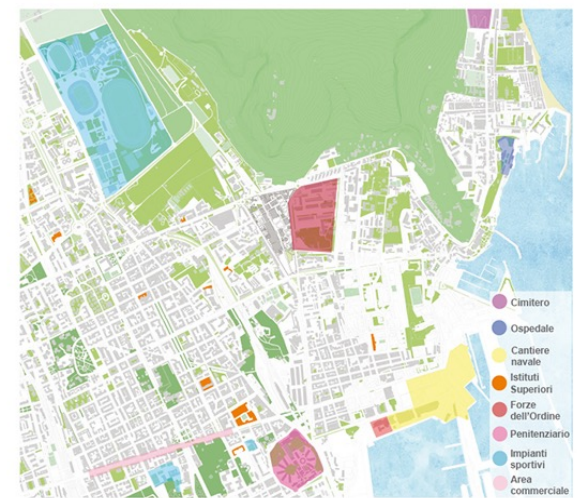 Cimitero
Ospedale
Cantiere
navale
Istituti
Superiori
Forze
dell'Ordine
Penitenziario
Impianti
sportivi
Area
commerciale